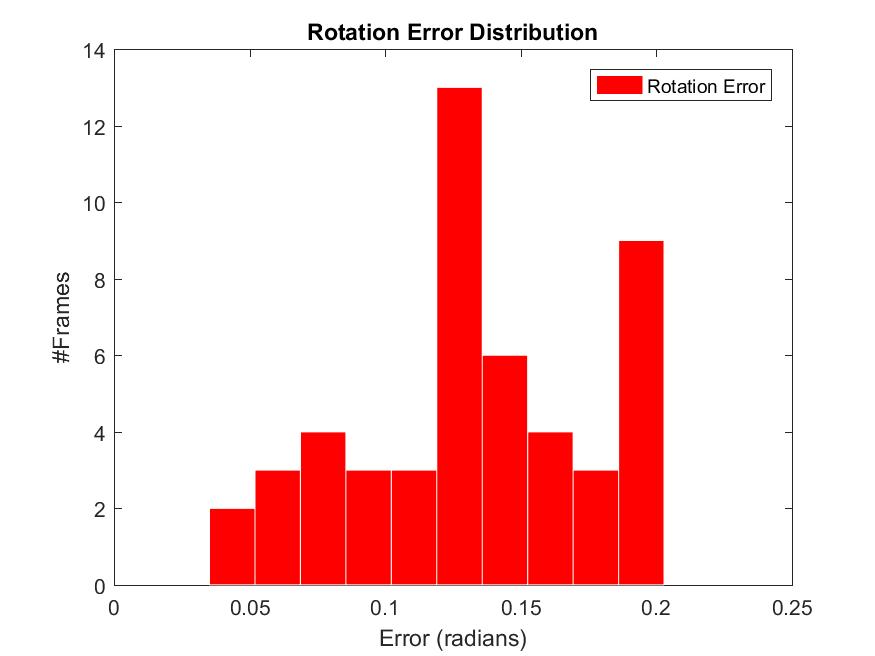 Rotation Error Distribution
Rotation Error
14
12
10
8
6
4
2
0
#Frames
0 0.05 0.1 0.15 0.2 0.25
Error (radians)